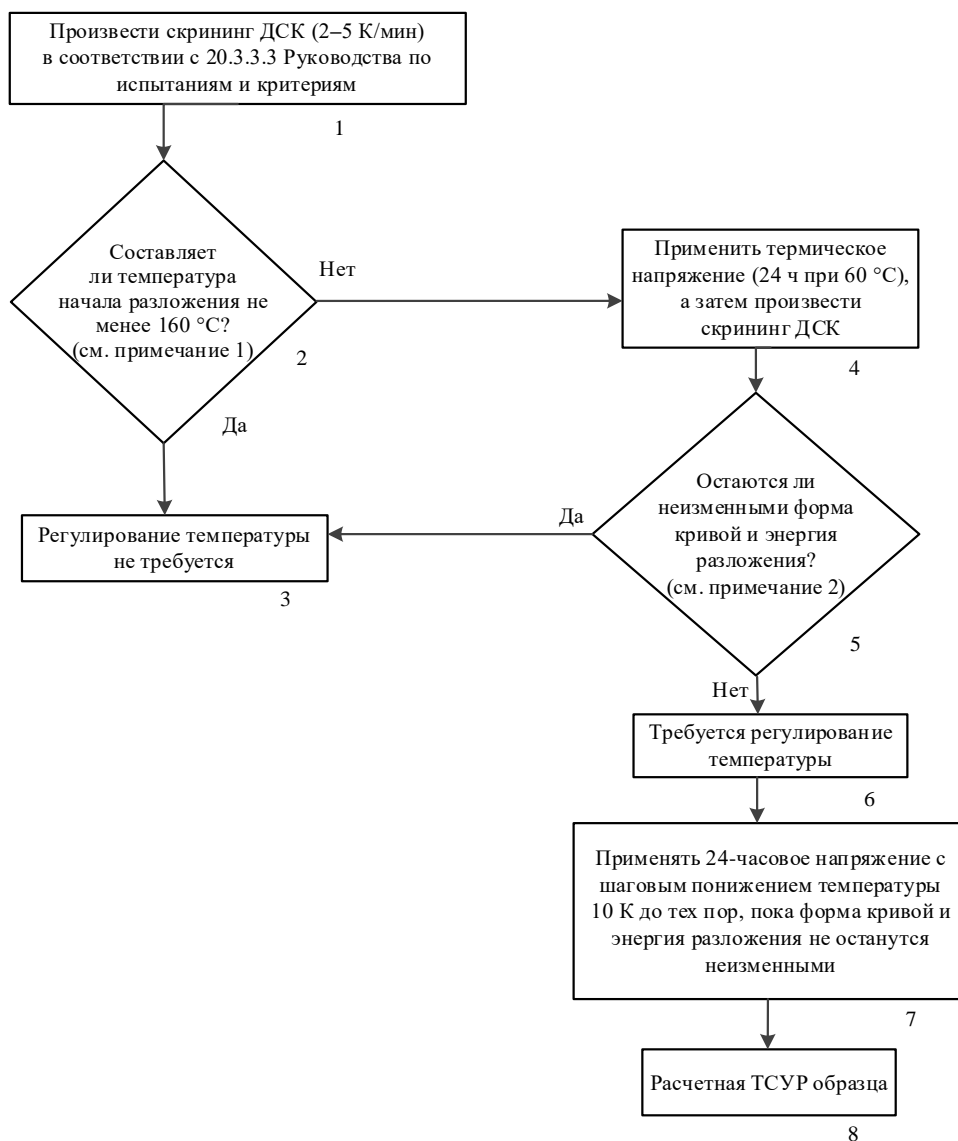 Произвести скрининг ДСК (2–5 К/мин)
в соответствии с 20.3.3.3 Руководства по
испытаниям и критериям
1
Составляет
ли температура
начала разложения не
менее 160 °C?
(см. примечание 1)
2
Нет
Да
Применить термическое
напряжение (24 ч при 60 °C),
а затем произвести
скрининг ДСК
4
Регулирование температуры
не требуется
3
Да
Остаются ли
неизменными форма
кривой и энергия
разложения?
(см. примечание 2)
5
Нет
Требуется регулирование
температуры
6
Применять 24-часовое напряжение с
шаговым понижением температуры
10 К до тех пор, пока форма кривой и
энергия разложения не останутся
неизменными
7
Расчетная ТСУР образца
8